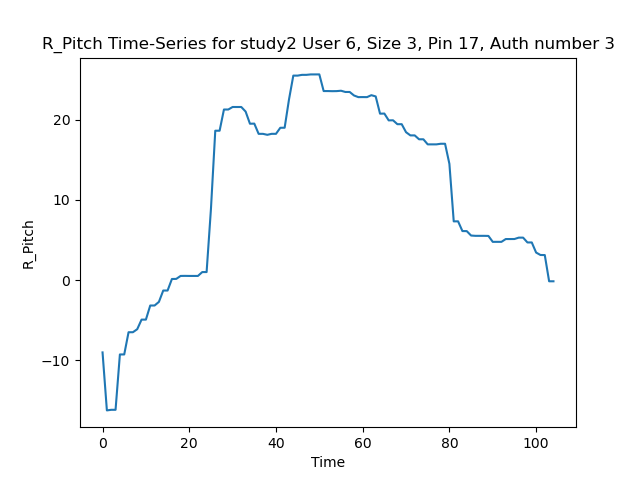 R_Pitch Time-Series for study2 User 6, Size 3, Pin 17, Auth number 3
R_Pitch
20
10
0
−10
0 20 40 60 80 100
Time